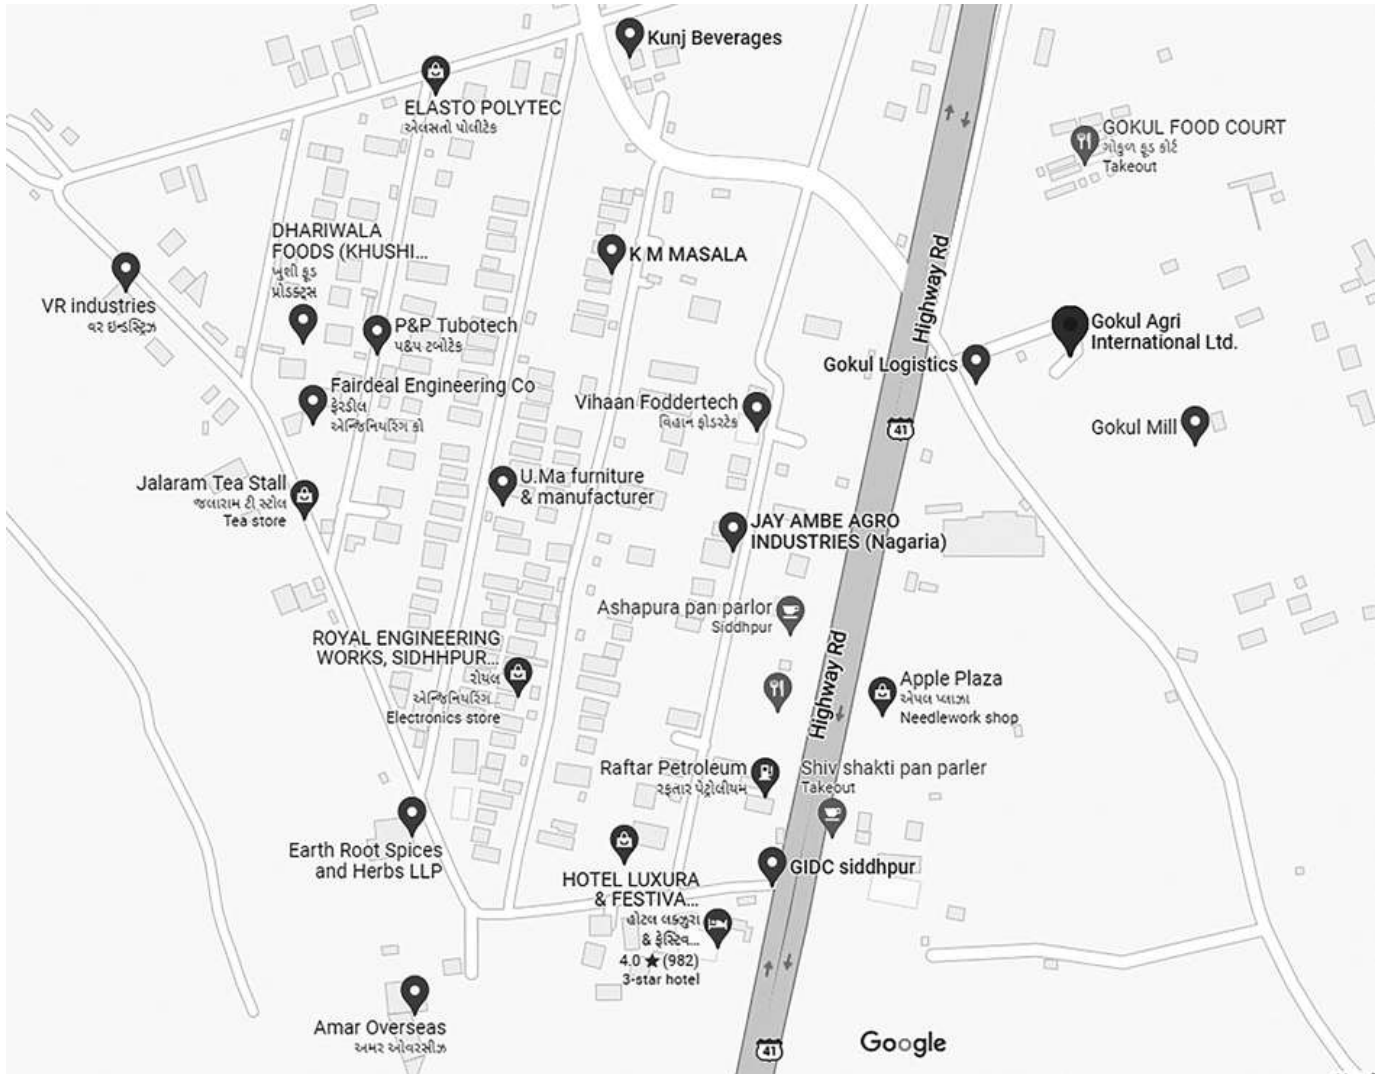 Kunj Beverages
ELASTO POLYTEC
એલસતો પોલીટેક
GOKUL FOOD COURT
ગોકુળ ફૂડ કોર્ટ
Takeout
DHARIWALA
FOODS (KHUSHI...
ખુશી ફૂડ
પ્રોડક્ટ્સ
K M MASALA
Highway Rd
VR industries
વર ઇન્ડસ્ટ્રિઝ
P&P Tubotech
પ&પ ટબોટેક
Gokul Agri
International Ltd.
Gokul Logistics
Fairdeal Engineering Co
ફેરડીલ
એન્જિનિયરિંગ કો
Vihaan Foddertech
વિહાન ફોડરટેક
41
Gokul Mill
Jalaram Tea Stall
જલારામ ટી સ્ટોલ
Tea store
U.Ma furniture
& manufacturer
JAY AMBE AGRO
INDUSTRIES (Nagaria)
Ashapura pan parlor
Siddhpur
ROYAL ENGINEERING
WORKS, SIDHHPUR...
રોયલ
એન્જિનિયરિંગ...
Electronics store
Highway Rd
Apple Plaza
એપલ પ્લાઝા
Needlework shop
Raftar Petroleum
રફતાર પેટ્રોલીયમ
Shiv shakti pan parler
Takeout
Earth Root Spices
and Herbs LLP
GIDC siddhpur
HOTEL LUXURA
& FESTIVA...
હોટલ લક્ઝુરા
& ફેસ્ટિવ...
4.0 ★ (982)
3-star hotel
Amar Overseas
અમર ઓવરસીઝ
Google
41